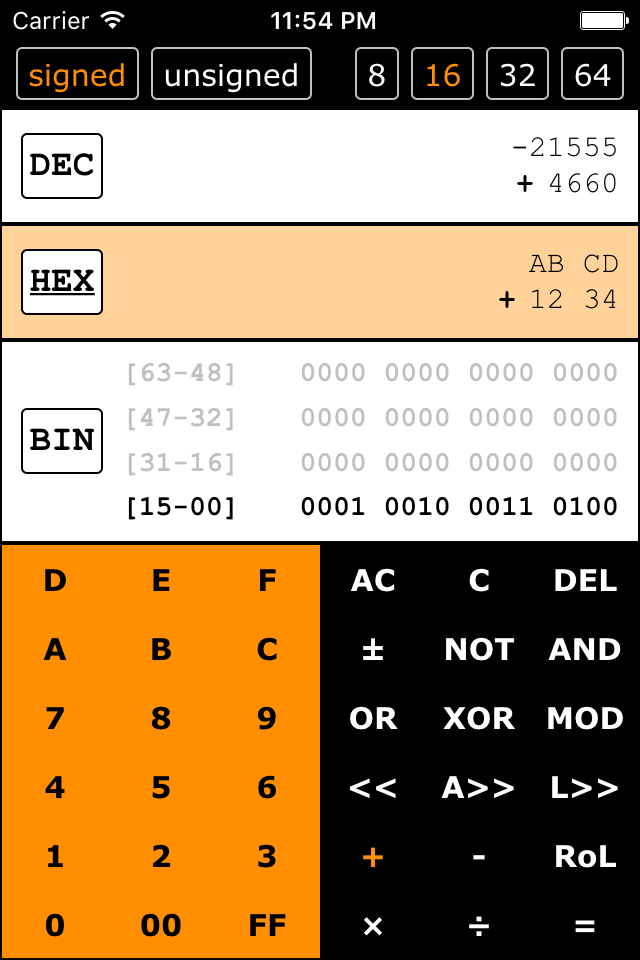 Carrier 11:54 PM
signed unsigned 8 16 32 64
DEC -21555
+ 4660
HEX AB CD
+ 12 34
[63-48] 0000 0000 0000 0000
[47-32] 0000 0000 0000 0000
BIN
[31-16] 0000 0000 0000 0000
[15-00] 0001 0010 0011 0100
D E F AC C DEL
A B C ± NOT AND
7 8 9 OR XOR MOD
4 5 6 << A>> L>>
1 2 3 + - RoL
0 00 FF × ÷ =